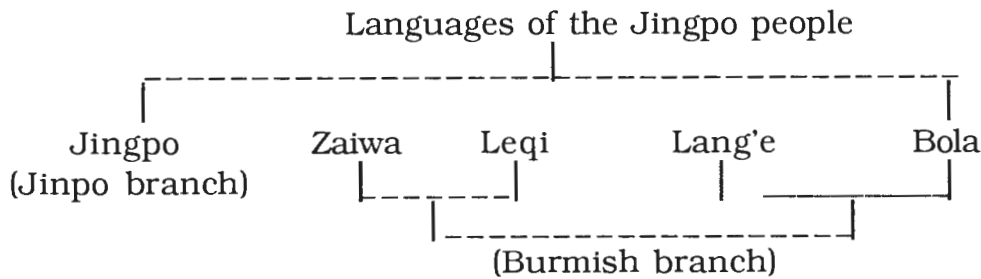 Languages of the Jingpo people
Jingpo Zaiwa Leqi Lang'e Bola
(Jinpo branch)
(Burmish branch)